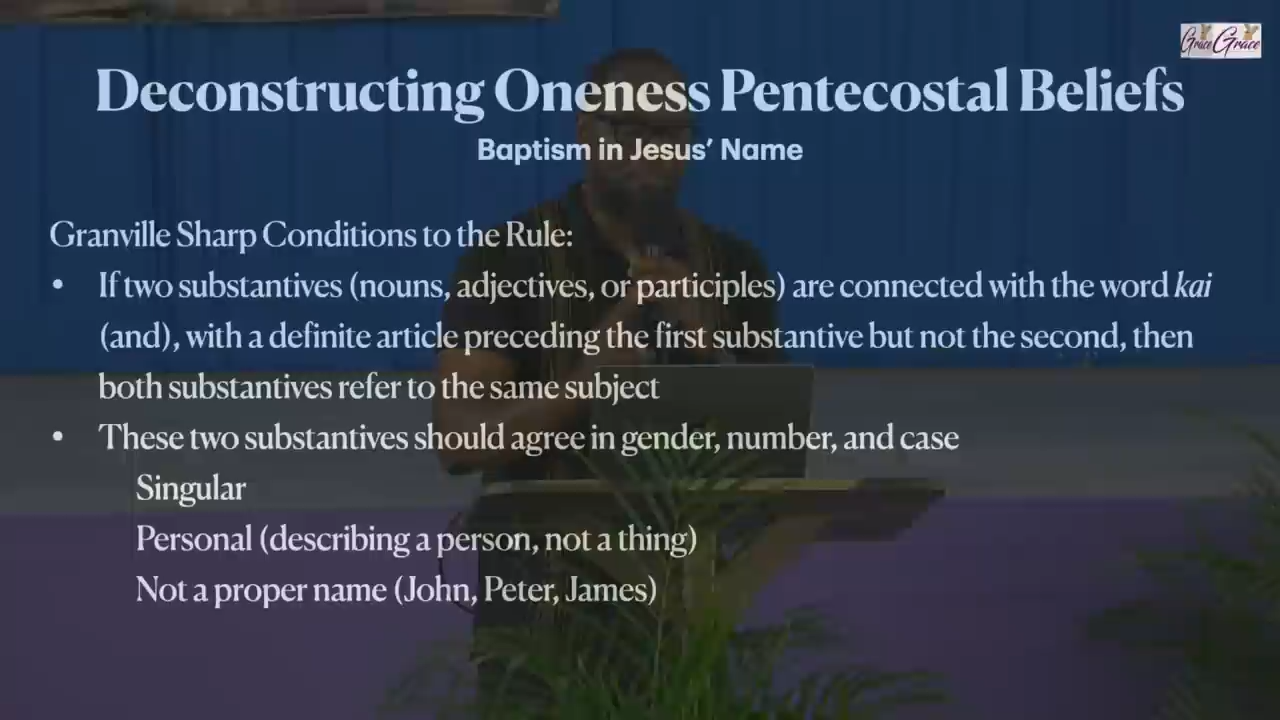 Grace Grace
Deconstructing Oneness Pentecostal Beliefs
Baptism in Jesus’ Name
Granville Sharp Conditions to the Rule:
• If two substantives (nouns, adjectives, or participles) are connected with the word kai
(and), with a definite article preceding the first substantive but not the second, then
both substantives refer to the same subject
• These two substantives should agree in gender, number, and case
Singular
Personal (describing a person, not a thing)
Not a proper name (John, Peter, James)